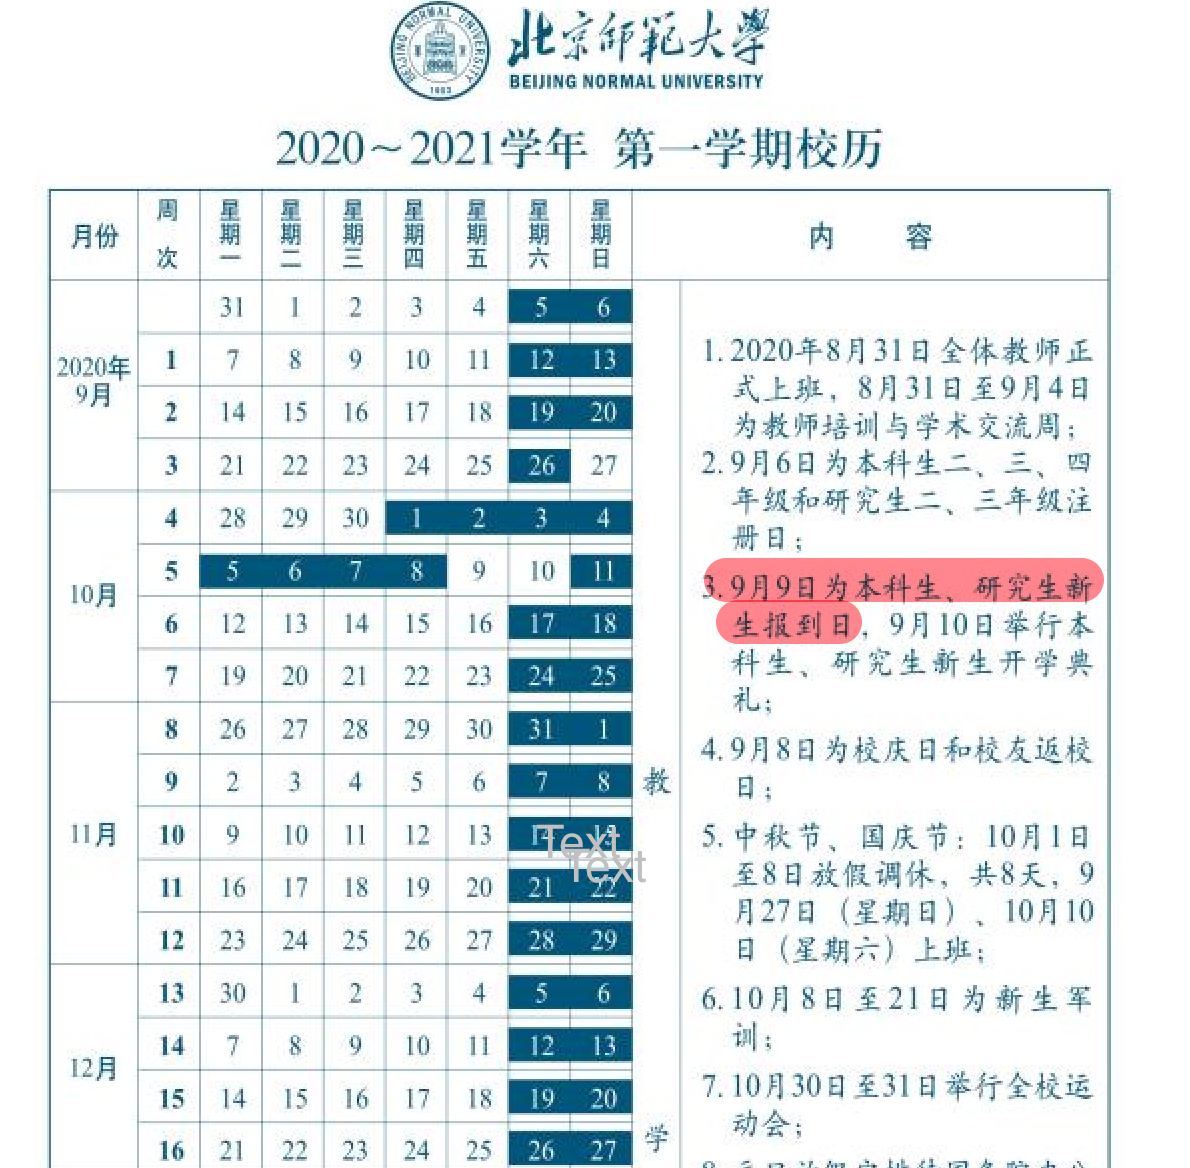 BEIJING NORMAL UNIVERSITY
1902
北京师范大学
BEIJING NORMAL UNIVERSITY
2020～2021学年 第一学期校历
月份 周次 星期一 星期二 星期三 星期四 星期五 星期六 星期日 内 容
2020年
9月
31 1 2 3 4 5 6
1 7 8 9 10 11 12 13
2 14 15 16 17 18 19 20
3 21 22 23 24 25 26 27
10月
4 28 29 30 1 2 3 4
5 5 6 7 8 9 10 11
6 12 13 14 15 16 17 18
7 19 20 21 22 23 24 25
11月
8 26 27 28 29 30 31 1
9 2 3 4 5 6 7 8
10 9 10 11 12 13 14 15
11 16 17 18 19 20 21 22
12 23 24 25 26 27 28 29
12月
13 30 1 2 3 4 5 6
14 7 8 9 10 11 12 13
15 14 15 16 17 18 19 20
16 21 22 23 24 25 26 27
Text
Text
教
学
1.2020年8月31日全体教师正
式上班，8月31日至9月4日
为教师培训与学术交流周；
2.9月6日为本科生二、三、四
年级和研究生二、三年级注
册日；
3.9月9日为本科生、研究生新
生报到日，9月10日举行本
科生、研究生新生开学典
礼；
4.9月8日为校庆日和校友返校
日；
5.中秋节、国庆节：10月1日
至8日放假调休，共8天，9
月27日（星期日）、10月10
日（星期六）上班；
6.10月8日至21日为新生军
训；
7.10月30日至31日举行全校运
动会；